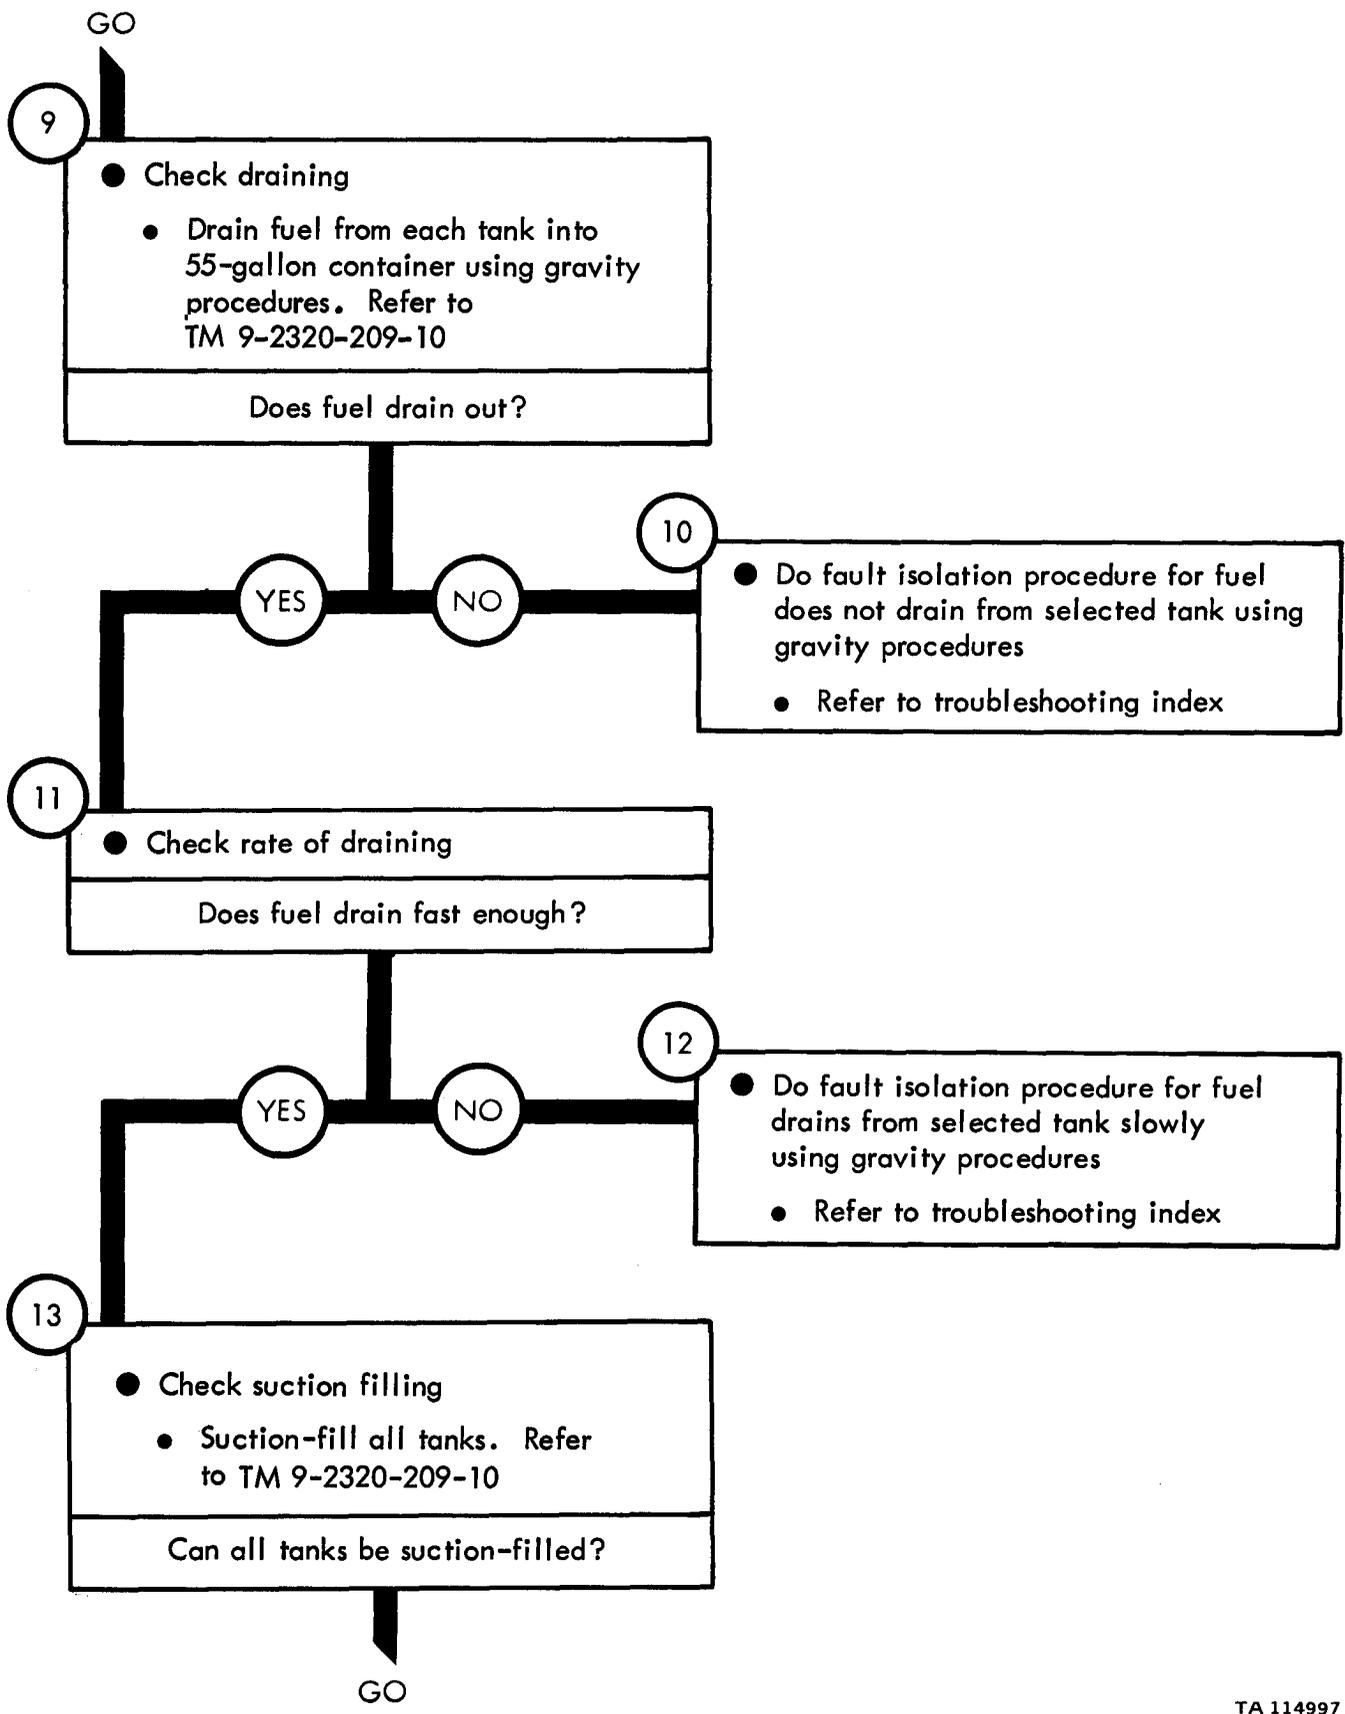 GO
9
● Check draining
● Drain fuel from each tank into
55-gallon container using gravity
procedures. Refer to
TM 9-2320-209-10
Does fuel drain out?
YES
NO
10
● Do fault isolation procedure for fuel
does not drain from selected tank using
gravity procedures
● Refer to troubleshooting index
11
● Check rate of draining
Does fuel drain fast enough?
YES
NO
12
● Do fault isolation procedure for fuel
drains from selected tank slowly
using gravity procedures
● Refer to troubleshooting index
13
● Check suction filling
● Suction-fill all tanks. Refer
to TM 9-2320-209-10
Can all tanks be suction-filled?
GO
TA 114997